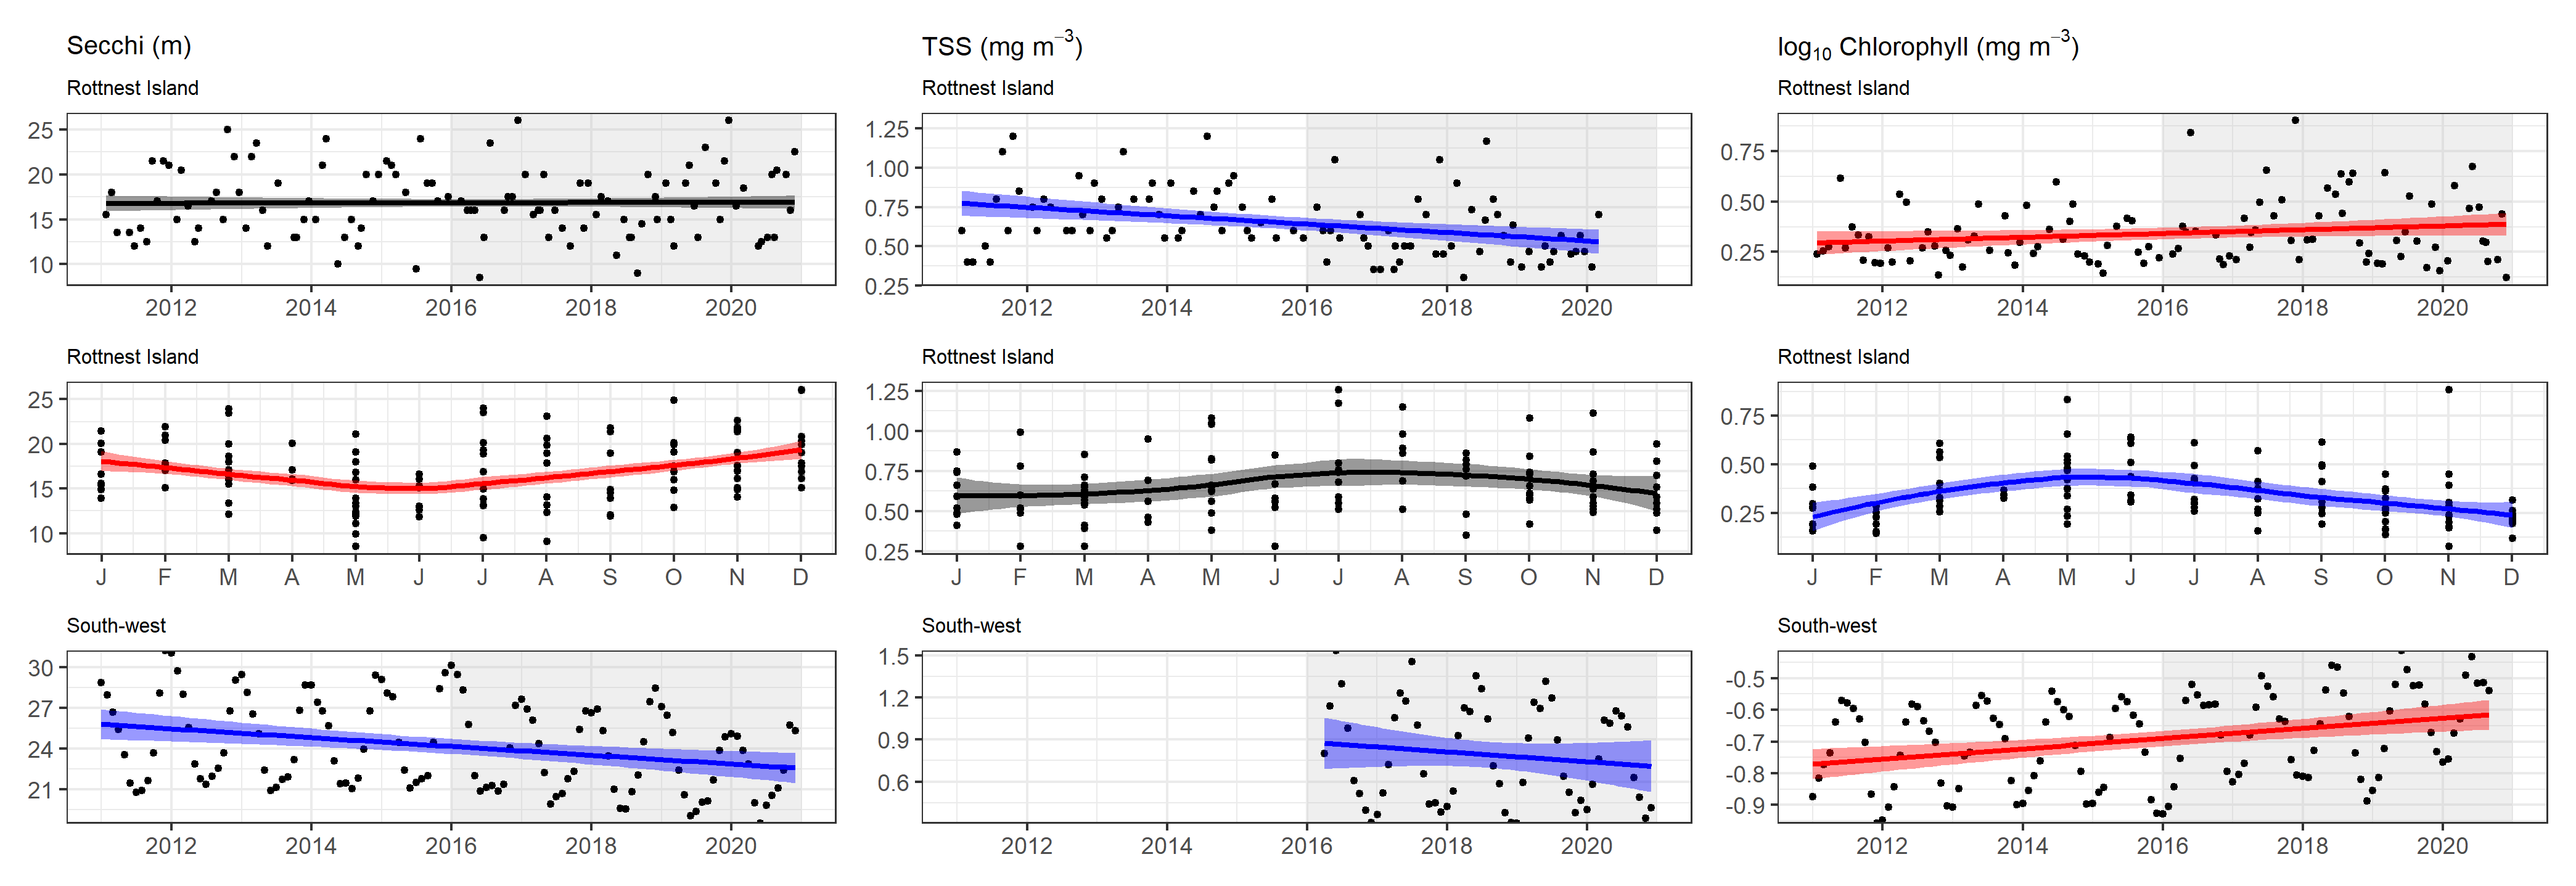 Secchi (m)
TSS (mg m⁻³)
log₁₀ Chlorophyll (mg m⁻³)
Rottnest Island
Rottnest Island
Rottnest Island
25
20
15
10
1.25
1.00
0.75
0.50
0.25
0.75
0.50
0.25
2012 2014 2016 2018 2020
2012 2014 2016 2018 2020
2012 2014 2016 2018 2020
Rottnest Island
Rottnest Island
Rottnest Island
25
20
15
10
1.25
1.00
0.75
0.50
0.25
0.75
0.50
0.25
J F M A M J J A S O N D
J F M A M J J A S O N D
J F M A M J J A S O N D
South-west
South-west
South-west
30
27
24
21
1.5
1.2
0.9
0.6
-0.5
-0.6
-0.7
-0.8
-0.9
2012 2014 2016 2018 2020
2012 2014 2016 2018 2020
2012 2014 2016 2018 2020